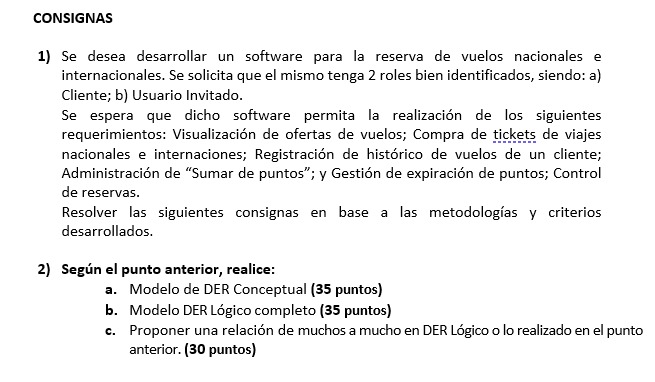 CONSIGNAS
1) Se desea desarrollar un software para la reserva de vuelos nacionales e
internacionales. Se solicita que el mismo tenga 2 roles bien identificados, siendo: a)
Cliente; b) Usuario Invitado.
Se espera que dicho software permita la realización de los siguientes
requerimientos: Visualización de ofertas de vuelos; Compra de tickets de viajes
nacionales e internaciones; Registración de histórico de vuelos de un cliente;
Administración de “Sumar de puntos”; y Gestión de expiración de puntos; Control
de reservas.
Resolver las siguientes consignas en base a las metodologías y criterios
desarrollados.
2) Según el punto anterior, realice:
a. Modelo de DER Conceptual (35 puntos)
b. Modelo DER Lógico completo (35 puntos)
c. Proponer una relación de muchos a mucho en DER Lógico o lo realizado en el punto
anterior. (30 puntos)